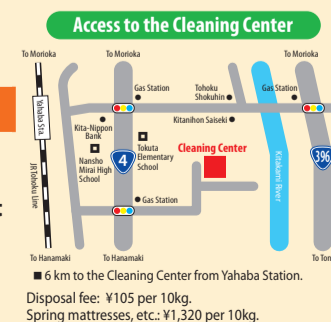 Access to the Cleaning Center
To Morioka
To Morioka
To Morioka
Gas Station
Tohoku
Shokuhin
Gas Station
Yahaba Sta.
Kita-Nippon
Bank
Kitanihon Saiseki
Nansho
Mirai High
School
4
Tokuta
Elementary
School
Cleaning Center
Kitakami River
396
JR Tohoku Line
Gas Station
To Hanamaki
To Hanamaki
■ 6 km to the Cleaning Center from Yahaba Station.
Disposal fee: ¥105 per 10kg.
Spring mattresses, etc.: ¥1,320 per 10kg.